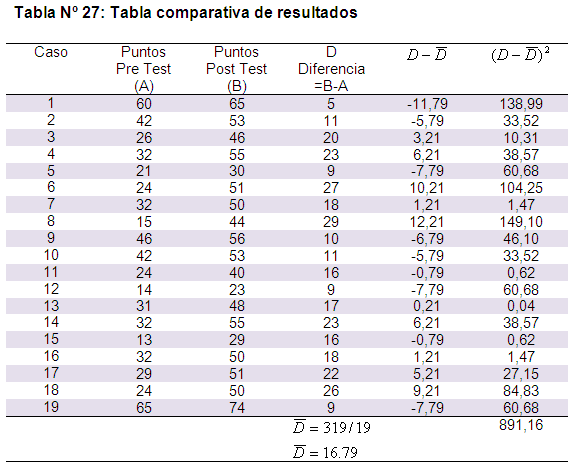 Tabla Nº 27: Tabla comparativa de resultados
Caso Puntos Pre Test (A) Puntos Post Test (B) D Diferencia =B-A D − D̅ (D − D̅)²
1 60 65 5 -11,79 138,99
2 42 53 11 -5,79 33,52
3 26 46 20 3,21 10,31
4 32 55 23 6,21 38,57
5 21 30 9 -7,79 60,68
6 24 51 27 10,21 104,25
7 32 50 18 1,21 1,47
8 15 44 29 12,21 149,10
9 46 56 10 -6,79 46,10
10 42 53 11 -5,79 33,52
11 24 40 16 -0,79 0,62
12 14 23 9 -7,79 60,68
13 31 48 17 0,21 0,04
14 32 55 23 6,21 38,57
15 13 29 16 -0,79 0,62
16 32 50 18 1,21 1,47
17 29 51 22 5,21 27,15
18 24 50 26 9,21 84,83
19 65 74 9 -7,79 60,68
D̅ = 319/19 891,16
D̅ = 16.79